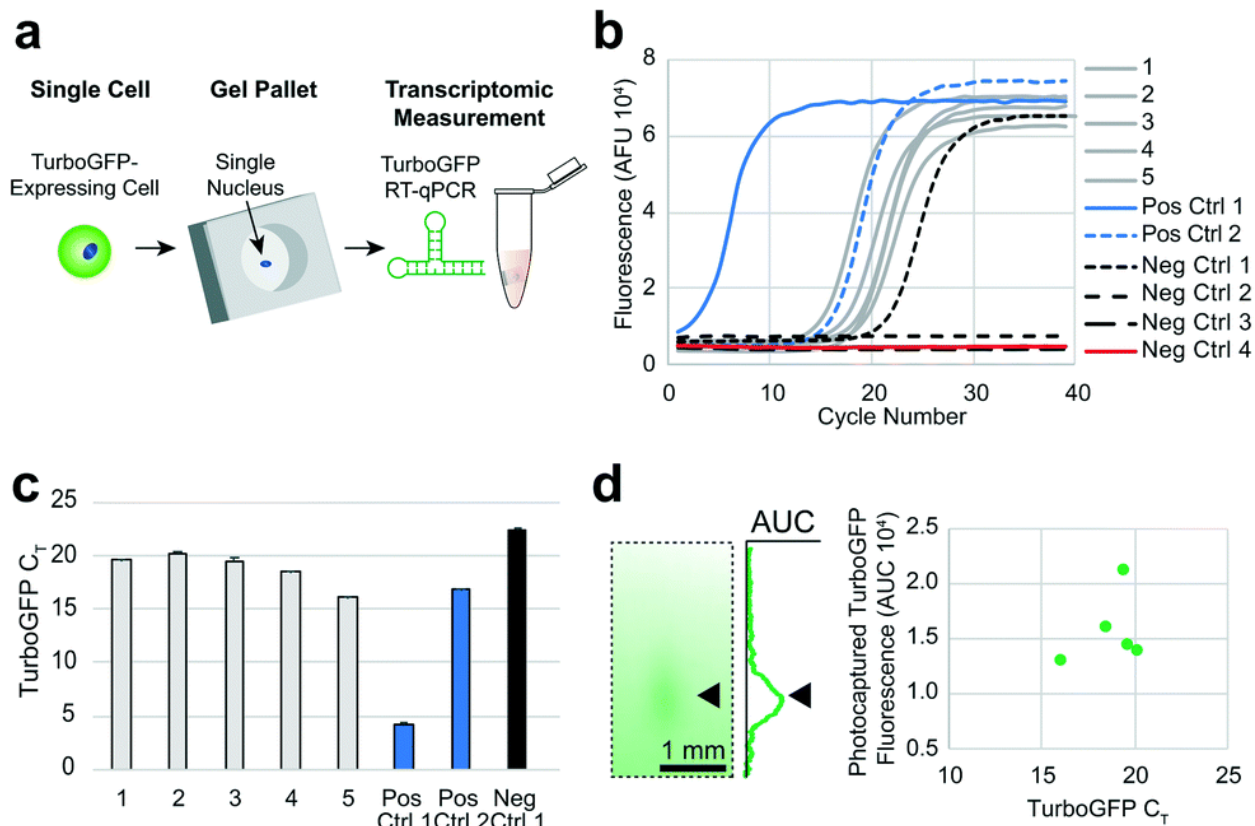 a
Single Cell
Gel Pallet
Transcriptomic
Measurement
TurboGFP-
Expressing Cell
Single
Nucleus
TurboGFP
RT-qPCR
b
Fluorescence (AFU 10⁴)
8
6
4
2
0
0 10 20 30 40
Cycle Number
1
2
3
4
5
Pos Ctrl 1
Pos Ctrl 2
Neg Ctrl 1
Neg Ctrl 2
Neg Ctrl 3
Neg Ctrl 4
c
TurboGFP C_T
25
20
15
10
5
0
1 2 3 4 5 Pos Pos Neg
Ctrl 1 Ctrl 2 Ctrl 1
d
AUC
1 mm
Photocaptured TurboGFP
Fluorescence (AUC 10⁴)
2.5
2.0
1.5
1.0
0.5
10 15 20 25
TurboGFP C_T